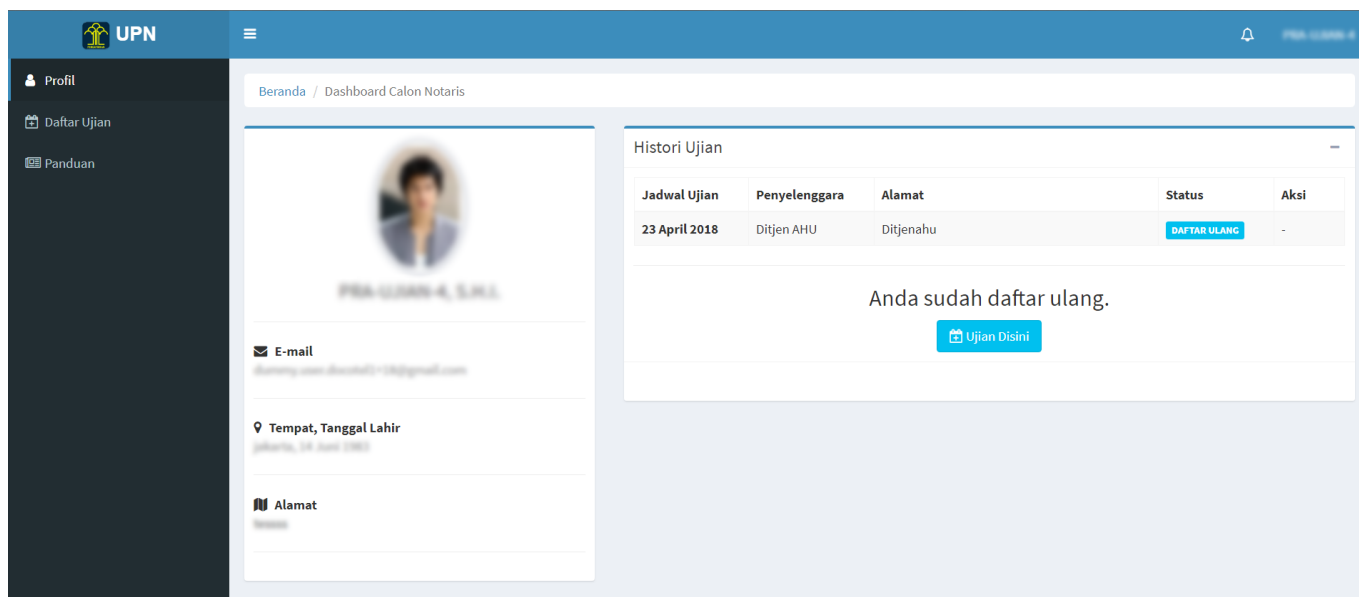 UPN
Profil
Daftar Ujian
Panduan
Beranda / Dashboard Calon Notaris
E-mail
Tempat, Tanggal Lahir
Alamat
Histori Ujian
Jadwal Ujian Penyelenggara Alamat Status Aksi
23 April 2018 Ditjen AHU Ditjenahu DAFTAR ULANG -
Anda sudah daftar ulang.
Ujian Disini